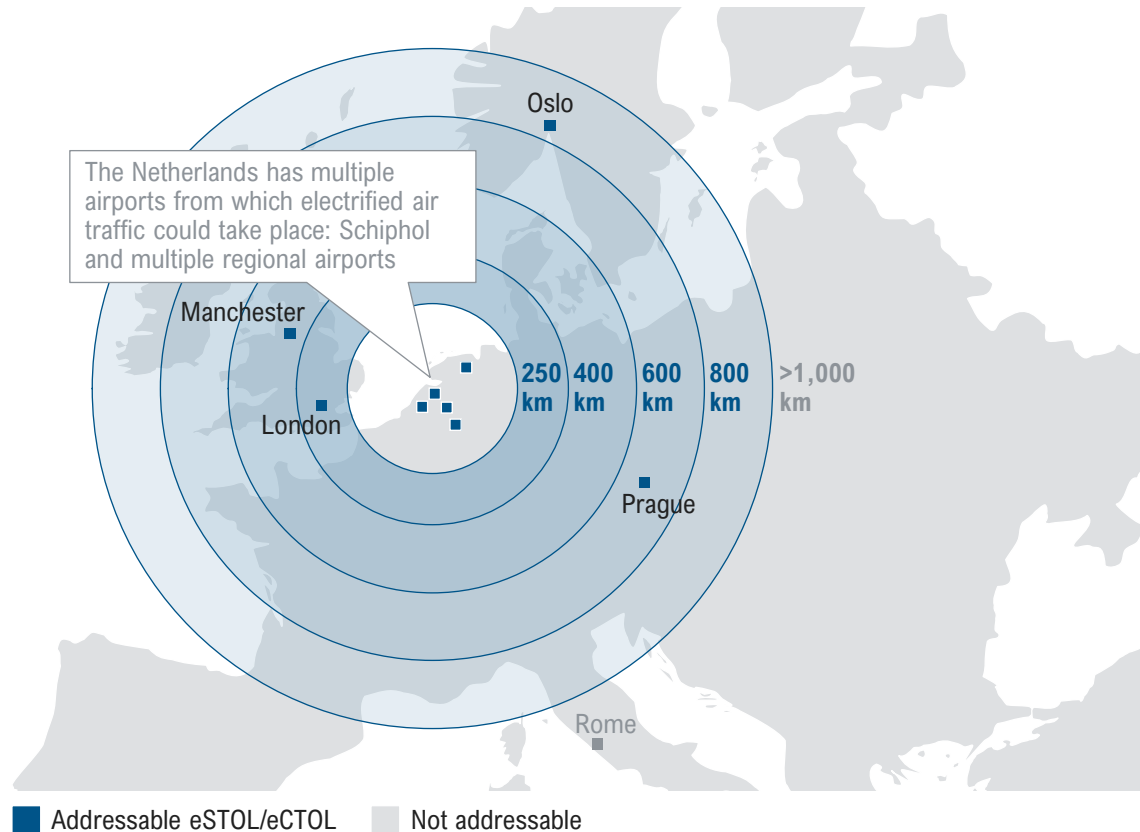 Oslo
The Netherlands has multiple
airports from which electrified air
traffic could take place: Schiphol
and multiple regional airports
Manchester
250
km
400
km
600
km
800
km
>1,000
km
London
Prague
Rome
Addressable eSTOL/eCTOL
Not addressable